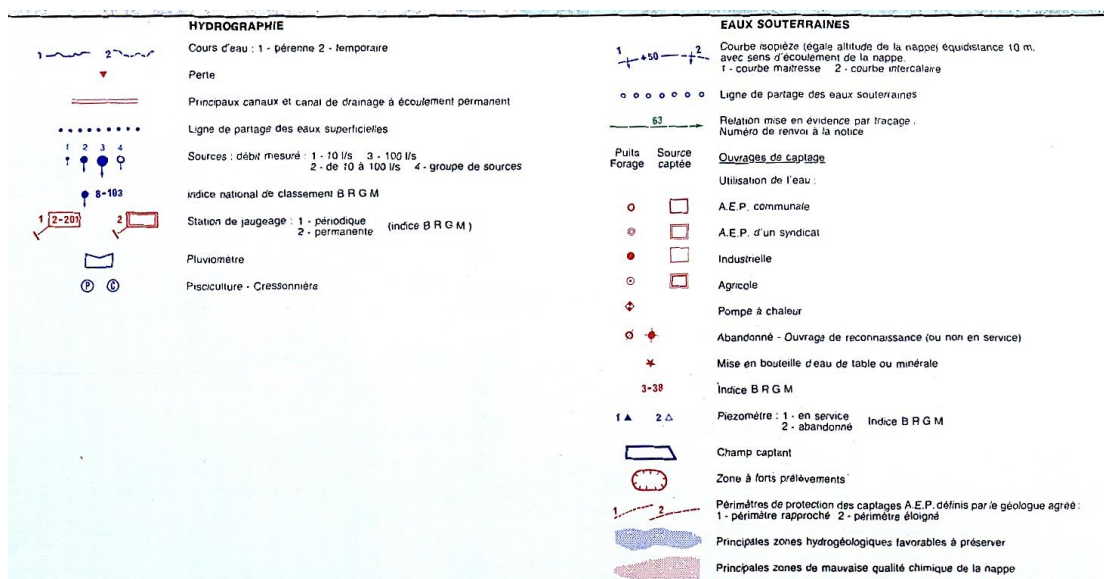 HYDROGRAPHIE
1 2 Cours d'eau : 1 - pérenne 2 - temporaire
Perte
Principaux canaux et canal de drainage à écoulement permanent
Ligne de partage des eaux superficielles
1 2 3 4
Sources : débit mesuré : 1 - 10 l/s 3 - 100 l/s
2 - de 10 à 100 l/s 4 - groupe de sources
8-103 indice national de classement B R G M
1 2-201 2 Station de jaugeage : 1 - périodique
2 - permanente (indice B R G M )
Pluviomètre
P C Pisciculture - Cressonnière
EAUX SOUTERRAINES
1 +50 2 Courbe isopièze (égale altitude de la nappe) équidistance 10 m.
avec sens d'écoulement de la nappe.
1 - courbe maitresse 2 - courbe intercalaire
Ligne de partage des eaux souterraines
63 Relation mise en évidence par traçage .
Numéro de renvoi à la notice
Puits Source
Forage captée
Ouvrages de captage
Utilisation de l'eau :
A.E.P. communale
A.E.P. d'un syndicat
Industrielle
Agricole
Pompe à chaleur
Abandonné - Ouvrage de reconnaissance (ou non en service)
Mise en bouteille d'eau de table ou minérale
3-38 Indice B R G M
1 2 Piezomètre : 1 - en service
2 - abandonné Indice B R G M
Champ captant
Zone à forts prélèvements
1 2 Périmètres de protection des captages A.E.P. définis par le géologue agréé :
1 - périmètre rapproché 2 - périmètre éloigné
Principales zones hydrogéologiques favorables à préserver
Principales zones de mauvaise qualité chimique de la nappe